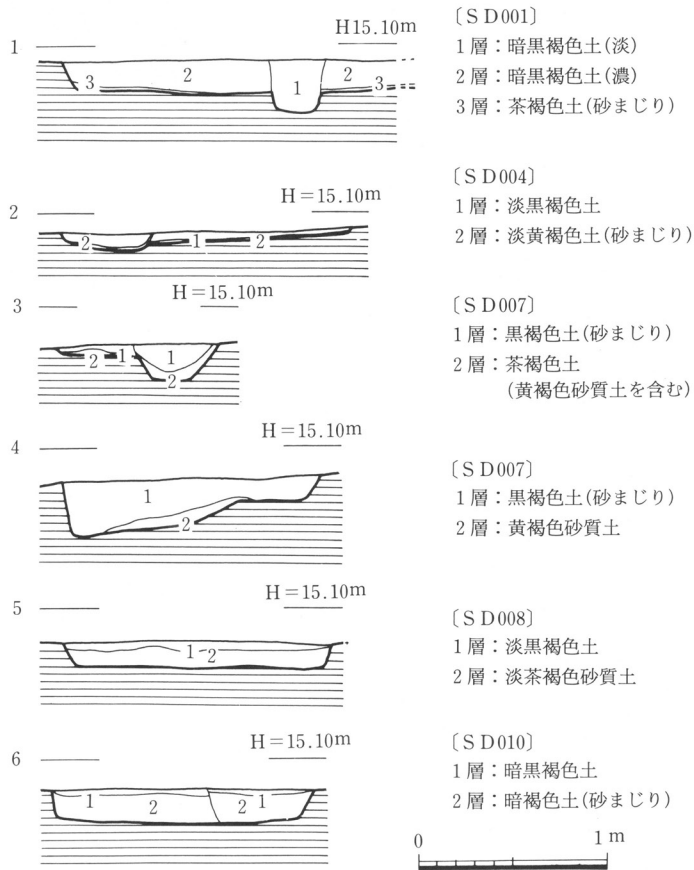 1
H15.10m
2
2
3
1
3
〔SD001〕
1層：暗黒褐色土(淡)
2層：暗黒褐色土(濃)
3層：茶褐色土(砂まじり)
2
H=15.10m
2
1
2
〔SD004〕
1層：淡黒褐色土
2層：淡黄褐色土(砂まじり)
3
H=15.10m
2
1
1
2
〔SD007〕
1層：黒褐色土(砂まじり)
2層：茶褐色土
(黄褐色砂質土を含む)
4
H=15.10m
1
2
〔SD007〕
1層：黒褐色土(砂まじり)
2層：黄褐色砂質土
5
H=15.10m
1
2
〔SD008〕
1層：淡黒褐色土
2層：淡茶褐色砂質土
6
H=15.10m
1
2
2
1
〔SD010〕
1層：暗黒褐色土
2層：暗褐色土(砂まじり)
0
1m